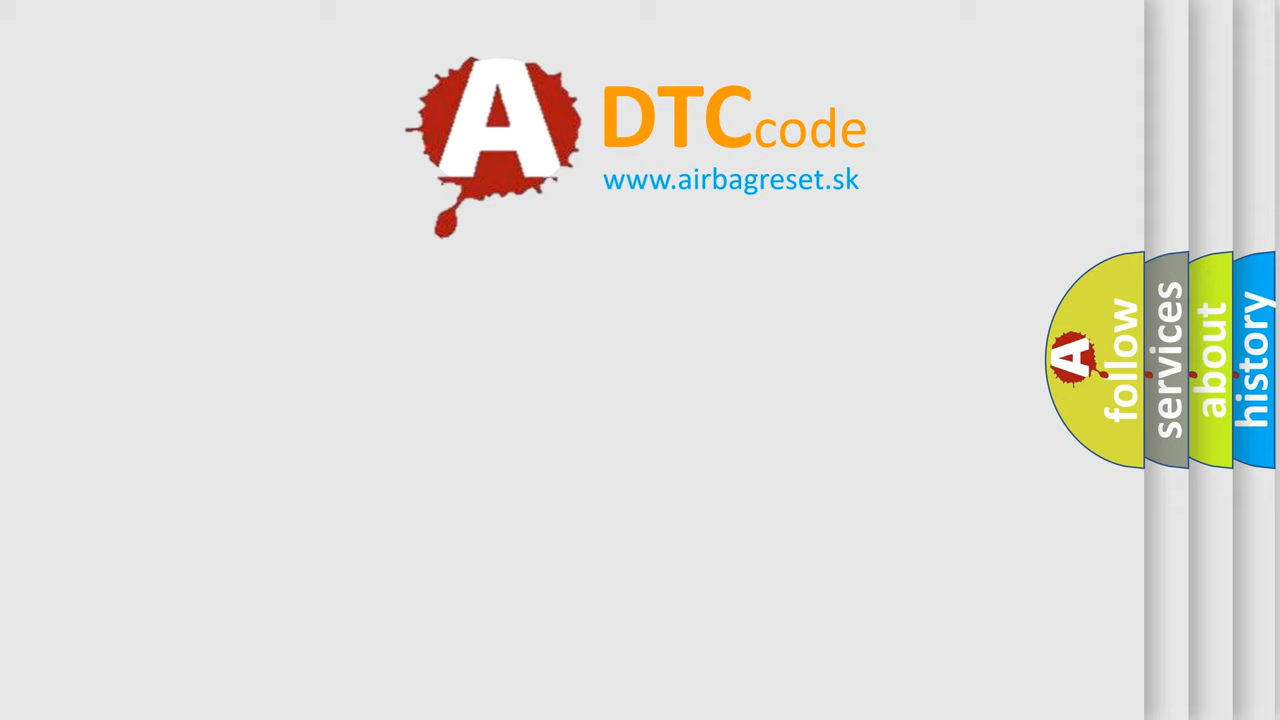 A
DTCcode
www.airbagreset.sk
A
follow
services
about
history